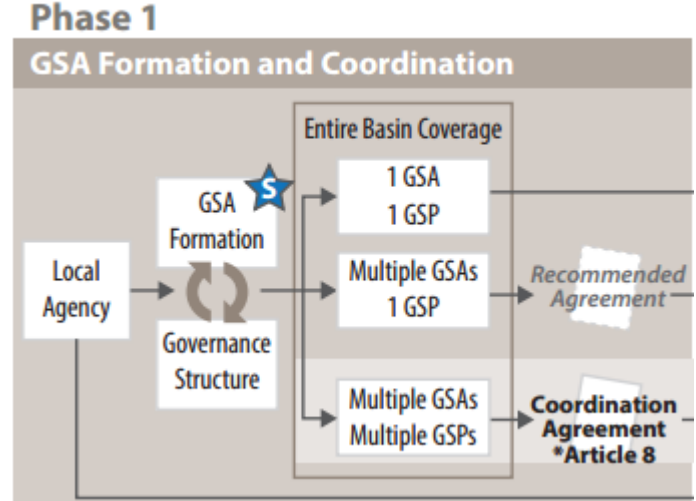 Phase 1
GSA Formation and Coordination
Entire Basin Coverage
Local
Agency
GSA
Formation
S
Governance
Structure
1 GSA
1 GSP
Multiple GSAs
1 GSP
Recommended
Agreement
Multiple GSAs
Multiple GSPs
Coordination
Agreement
*Article 8